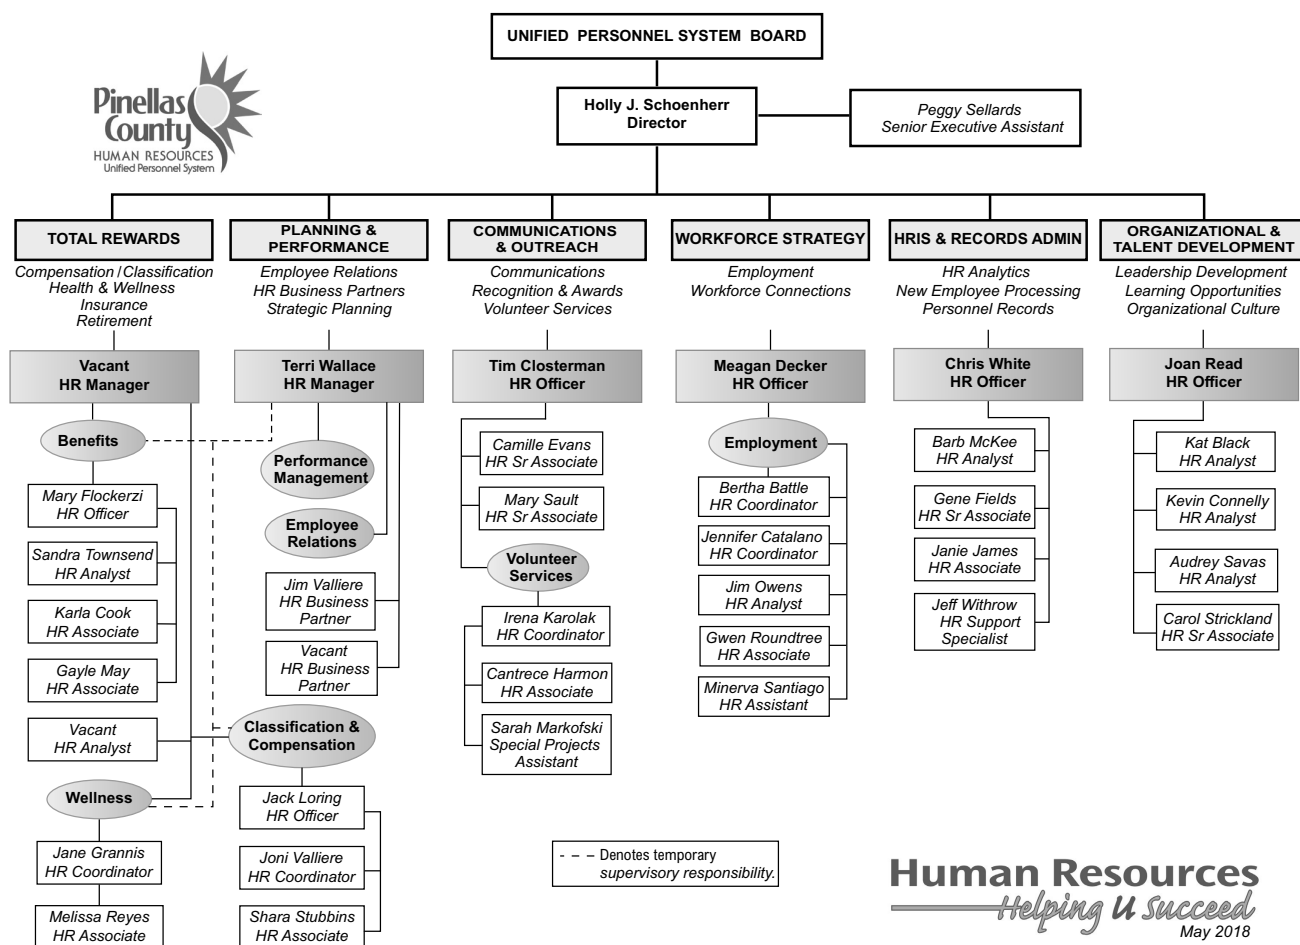 UNIFIED PERSONNEL SYSTEM BOARD
Pinellas
County
HUMAN RESOURCES
Unified Personnel System
Holly J. Schoenherr
Director
Peggy Sellards
Senior Executive Assistant
TOTAL REWARDS
Compensation / Classification
Health & Wellness
Insurance
Retirement
Vacant
HR Manager
Benefits
Mary Flockerzi
HR Officer
Sandra Townsend
HR Analyst
Karla Cook
HR Associate
Gayle May
HR Associate
Vacant
HR Analyst
Wellness
Jane Grannis
HR Coordinator
Melissa Reyes
HR Associate
PLANNING &
PERFORMANCE
Employee Relations
HR Business Partners
Strategic Planning
Terri Wallace
HR Manager
Performance
Management
Employee
Relations
Jim Valliere
HR Business
Partner
Vacant
HR Business
Partner
Classification &
Compensation
Jack Loring
HR Officer
Joni Valliere
HR Coordinator
Shara Stubbins
HR Associate
COMMUNICATIONS
& OUTREACH
Communications
Recognition & Awards
Volunteer Services
Tim Closterman
HR Officer
Camille Evans
HR Sr Associate
Mary Sault
HR Sr Associate
Volunteer
Services
Irena Karolak
HR Coordinator
Cantrece Harmon
HR Associate
Sarah Markofski
Special Projects
Assistant
WORKFORCE STRATEGY
Employment
Workforce Connections
Meagan Decker
HR Officer
Employment
Bertha Battle
HR Coordinator
Jennifer Catalano
HR Coordinator
Jim Owens
HR Analyst
Gwen Roundtree
HR Associate
Minerva Santiago
HR Assistant
HRIS & RECORDS ADMIN
HR Analytics
New Employee Processing
Personnel Records
Chris White
HR Officer
Barb McKee
HR Analyst
Gene Fields
HR Sr Associate
Janie James
HR Associate
Jeff Withrow
HR Support
Specialist
ORGANIZATIONAL &
TALENT DEVELOPMENT
Leadership Development
Learning Opportunities
Organizational Culture
Joan Read
HR Officer
Kat Black
HR Analyst
Kevin Connelly
HR Analyst
Audrey Savas
HR Analyst
Carol Strickland
HR Sr Associate
- - - Denotes temporary
supervisory responsibility.
Human Resources
Helping U Succeed
May 2018